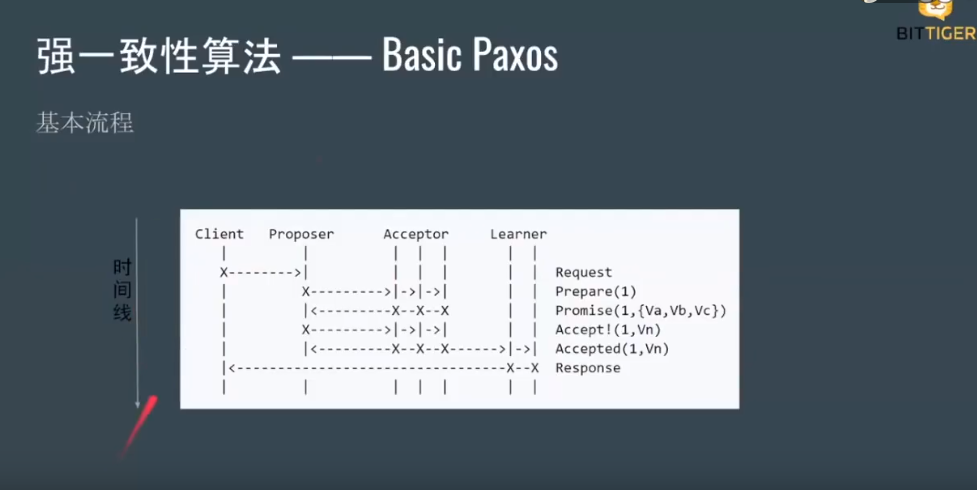 BITTIGER
强一致性算法 —— Basic Paxos
基本流程
时间线
Client Proposer Acceptor Learner
| | | | | | |
X-------->| | | | | | Request
| X--------->|->|->| | | Prepare(1)
| |<---------X--X--X | | Promise(1,{Va,Vb,Vc})
| X--------->|->|->| | | Accept!(1,Vn)
| |<---------X--X--X------>|->| Accepted(1,Vn)
|<---------------------------------X--X Response
| | | | | | |